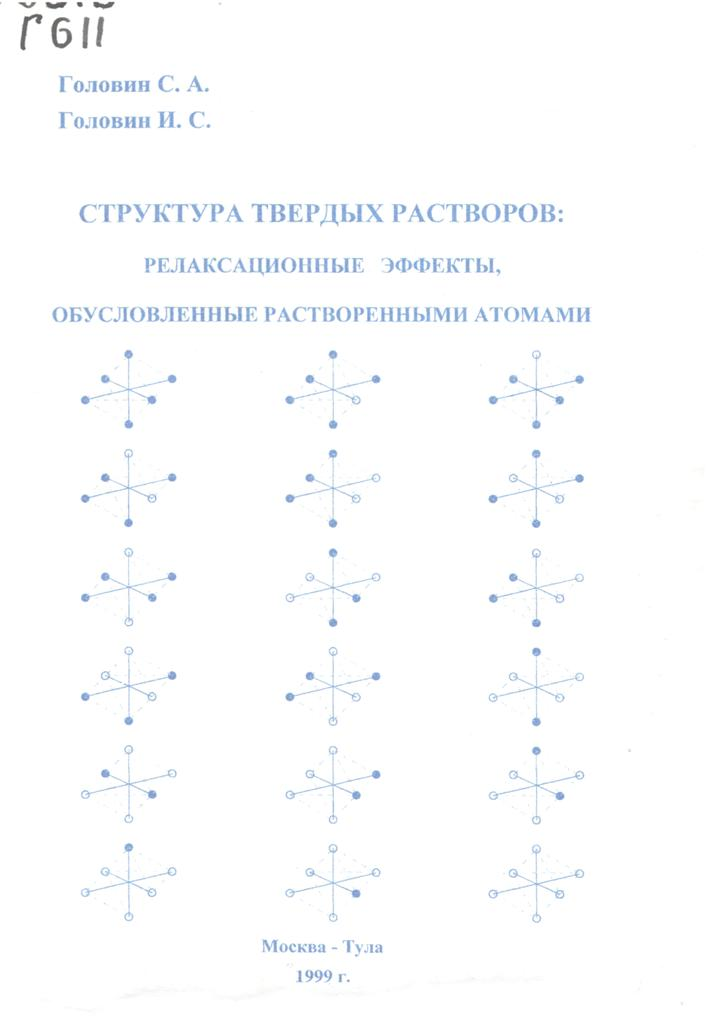 Г611
Головин С. А.
Головин И. С.
СТРУКТУРА ТВЕРДЫХ РАСТВОРОВ:
РЕЛАКСАЦИОННЫЕ ЭФФЕКТЫ,
ОБУСЛОВЛЕННЫЕ РАСТВОРЕННЫМИ АТОМАМИ
Москва - Тула
1999 г.